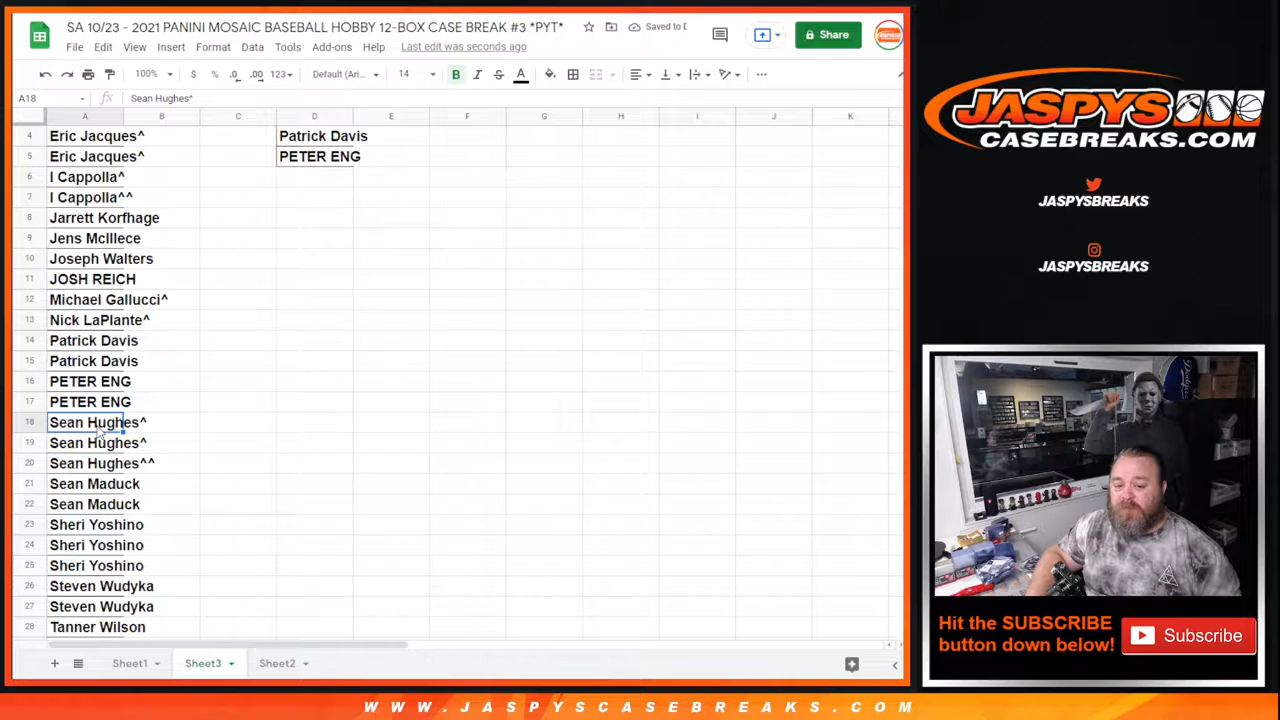 SA 10/23 - 2021 PANINI MOSAIC BASEBALL HOBBY 12-BOX CASE BREAK #3 *PYT*
Saved to D
File Edit View Insert Format Data Tools Add-ons Help Last edit was seconds ago
Share
100% $ % .0 .00 123 Default (Ari... 14 B I S A
A18 fx Sean Hughes^
A B C D E F G H I J K
4 Eric Jacques^ Patrick Davis
5 Eric Jacques^ PETER ENG
6 I Cappolla^
7 I Cappolla^^
8 Jarrett Korfhage
9 Jens McIllece
10 Joseph Walters
11 JOSH REICH
12 Michael Gallucci^
13 Nick LaPlante^
14 Patrick Davis
15 Patrick Davis
16 PETER ENG
17 PETER ENG
18 Sean Hughes^
19 Sean Hughes^
20 Sean Hughes^^
21 Sean Maduck
22 Sean Maduck
23 Sheri Yoshino
24 Sheri Yoshino
25 Sheri Yoshino
26 Steven Wudyka
27 Steven Wudyka
28 Tanner Wilson
Sheet1 Sheet3 Sheet2
JASPYS
CASEBREAKS.COM
JASPYSBREAKS
JASPYSBREAKS
Dodgers
Hit the SUBSCRIBE
button down below!
Subscribe
WWW.JASPYSCASEBREAKS.COM